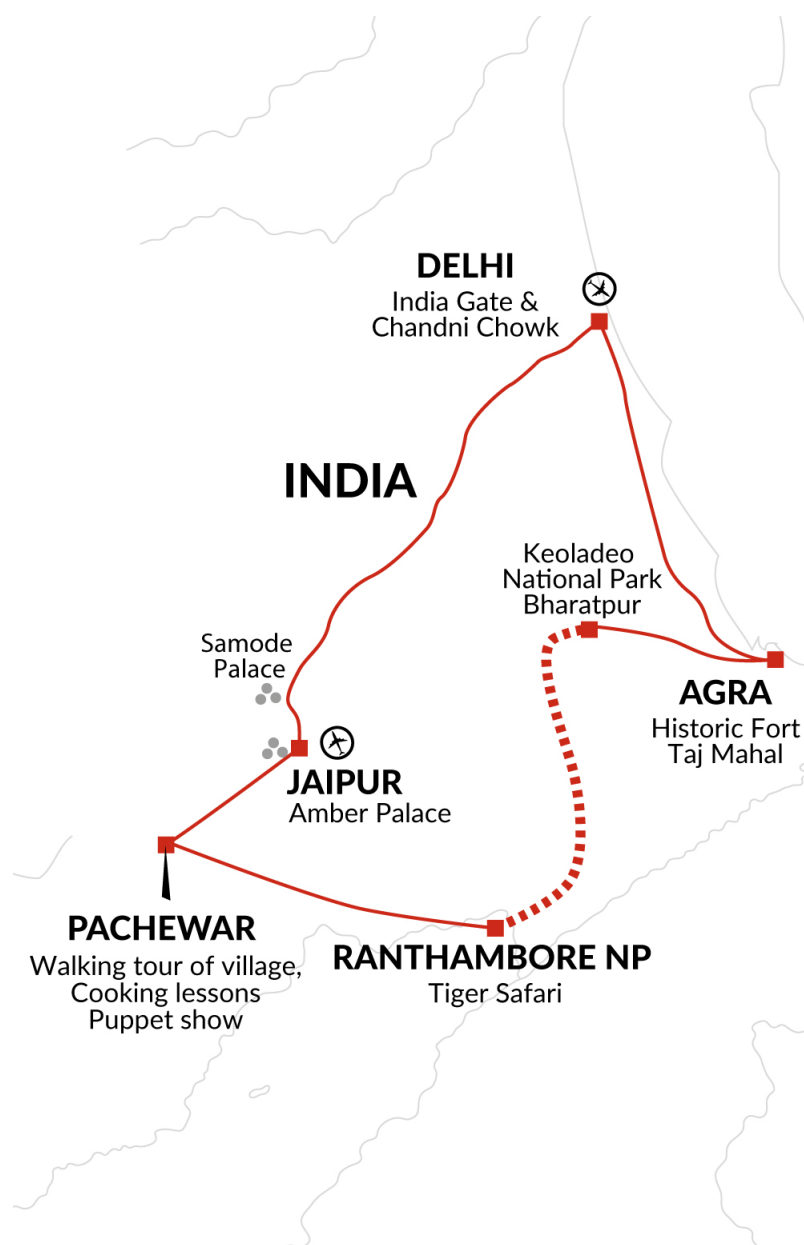 DELHI
India Gate &
Chandni Chowk
INDIA
Keoladeo
National Park
Bharatpur
Samode
Palace
AGRA
Historic Fort
Taj Mahal
JAIPUR
Amber Palace
PACHEWAR
Walking tour of village,
Cooking lessons
Puppet show
RANTHAMBORE NP
Tiger Safari